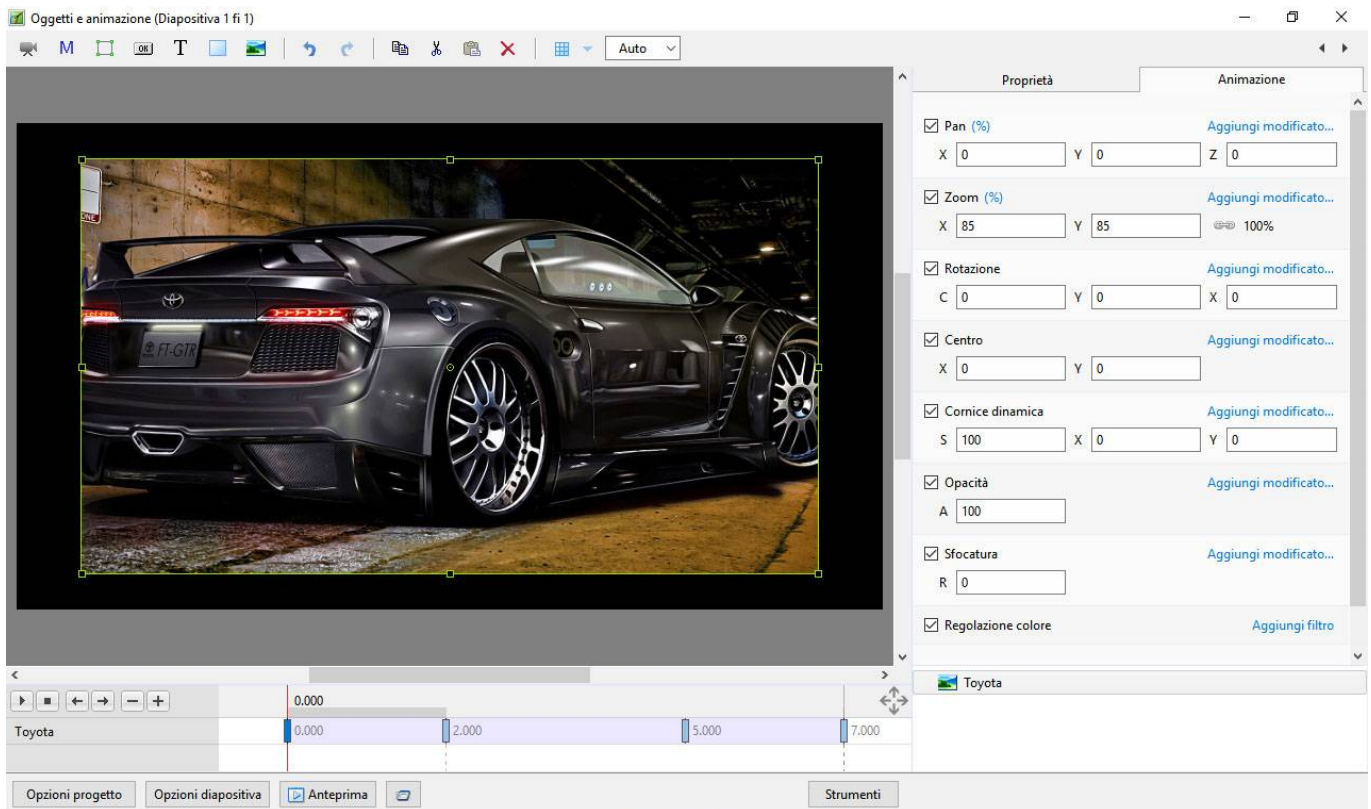 Oggetti e animazione (Diapositiva 1 fi 1)
M OK T Auto
Proprietà Animazione
Pan (%) Aggiungi modificato...
X 0 Y 0 Z 0
Zoom (%) Aggiungi modificato...
X 85 Y 85 100%
Rotazione Aggiungi modificato...
C 0 Y 0 X 0
Centro Aggiungi modificato...
X 0 Y 0
Cornice dinamica Aggiungi modificato...
S 100 X 0 Y 0
Opacità Aggiungi modificato...
A 100
Sfocatura Aggiungi modificato...
R 0
Regolazione colore Aggiungi filtro
FT-GTR
Toyota
0.000
Toyota 0.000 2.000 5.000 7.000
Opzioni progetto Opzioni diapositiva Anteprima Strumenti